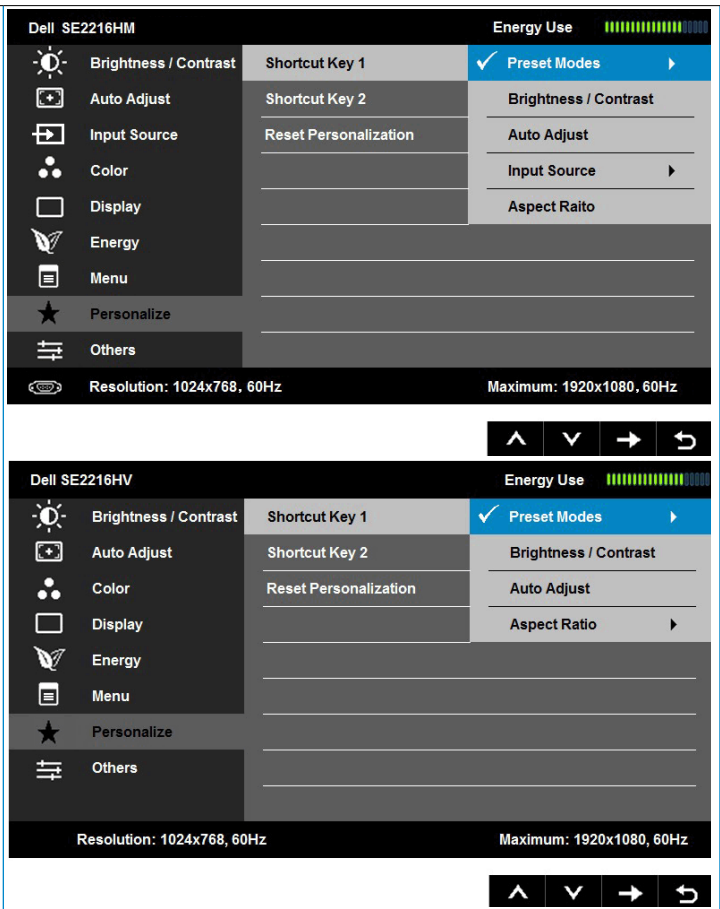 Dell SE2216HM Energy Use
Brightness / Contrast Shortcut Key 1 Preset Modes
Auto Adjust Shortcut Key 2 Brightness / Contrast
Input Source Reset Personalization Auto Adjust
Color Input Source
Display Aspect Raito
Energy
Menu
Personalize
Others
Resolution: 1024x768, 60Hz Maximum: 1920x1080, 60Hz
Dell SE2216HV Energy Use
Brightness / Contrast Shortcut Key 1 Preset Modes
Auto Adjust Shortcut Key 2 Brightness / Contrast
Color Reset Personalization Auto Adjust
Display Aspect Ratio
Energy
Menu
Personalize
Others
Resolution: 1024x768, 60Hz Maximum: 1920x1080, 60Hz